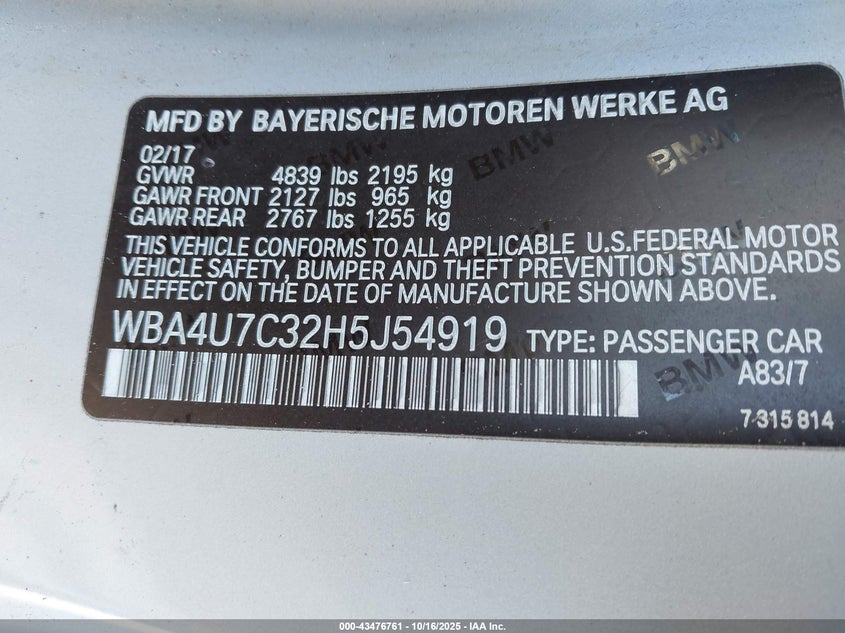 MFD BY BAYERISCHE MOTOREN WERKE AG
02/17
GVWR 4839 lbs 2195 kg
GAWR FRONT 2127 lbs 965 kg
GAWR REAR 2767 lbs 1255 kg
THIS VEHICLE CONFORMS TO ALL APPLICABLE U.S.FEDERAL MOTOR
VEHICLE SAFETY, BUMPER AND THEFT PREVENTION STANDARDS
IN EFFECT ON THE DATE OF MANUFACTURE SHOWN ABOVE.
WBA4U7C32H5J54919 TYPE: PASSENGER CAR
A83/7
7 315 814
BMW
BMW
BMW
000-43476761 | 10/16/2025 - IAA Inc.